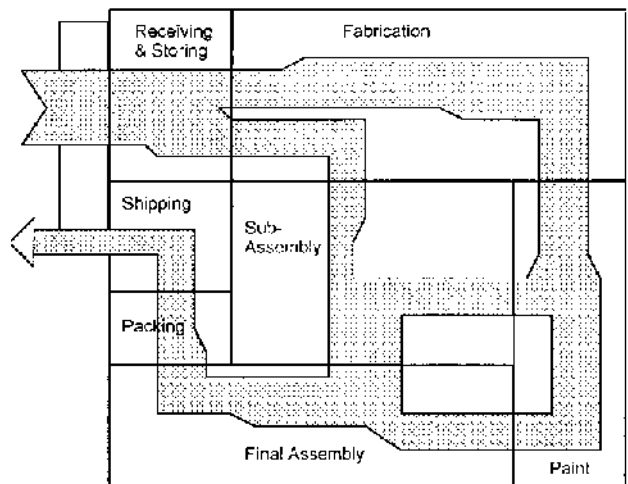 Receiving
& Storing
Fabrication
Shipping
Sub-
Assembly
Packing
Final Assembly
Paint